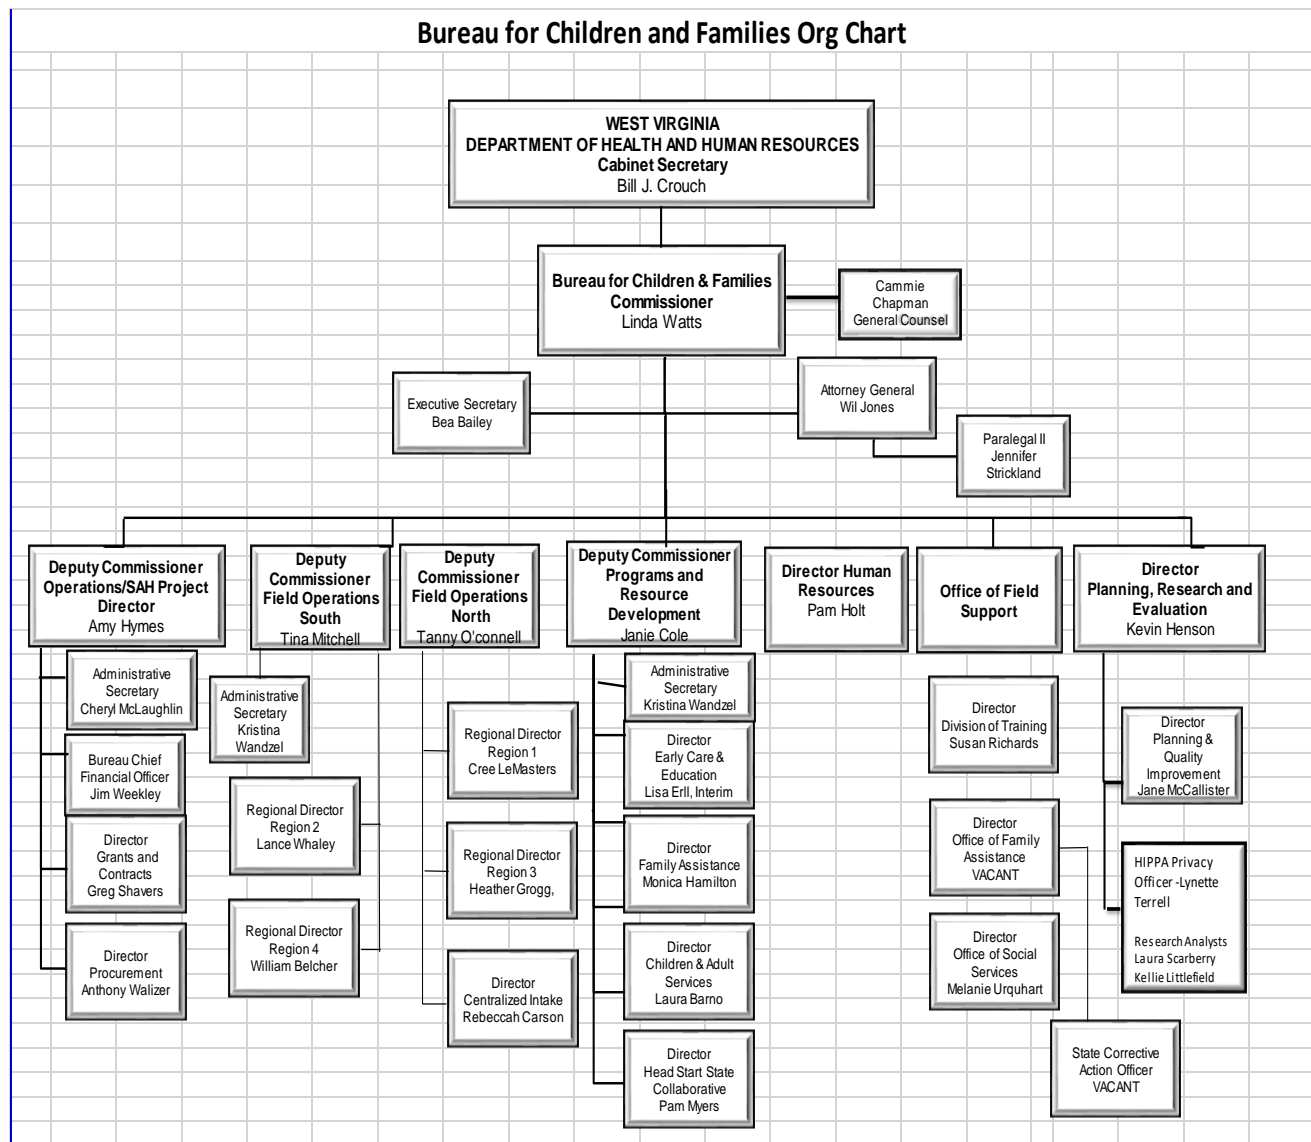 Bureau for Children and Families Org Chart
WEST VIRGINIA
DEPARTMENT OF HEALTH AND HUMAN RESOURCES
Cabinet Secretary
Bill J. Crouch
Bureau for Children & Families
Commissioner
Linda Watts
Cammie
Chapman
General Counsel
Executive Secretary
Bea Bailey
Attorney General
Wil Jones
Paralegal II
Jennifer
Strickland
Deputy Commissioner
Operations/SAH Project
Director
Amy Hymes
Deputy
Commissioner
Field Operations
South
Tina Mitchell
Deputy
Commissioner
Field Operations
North
Tanny O'connell
Deputy Commissioner
Programs and
Resource
Development
Janie Cole
Director Human
Resources
Pam Holt
Office of Field
Support
Director
Planning, Research and
Evaluation
Kevin Henson
Administrative
Secretary
Cheryl McLaughlin
Bureau Chief
Financial Officer
Jim Weekley
Director
Grants and
Contracts
Greg Shavers
Director
Procurement
Anthony Walizer
Administrative
Secretary
Kristina
Wandzel
Regional Director
Region 2
Lance Whaley
Regional Director
Region 4
William Belcher
Regional Director
Region 1
Cree LeMasters
Regional Director
Region 3
Heather Grogg,
Director
Centralized Intake
Rebeccah Carson
Administrative
Secretary
Kristina Wandzel
Director
Early Care &
Education
Lisa Erll, Interim
Director
Family Assistance
Monica Hamilton
Director
Children & Adult
Services
Laura Barno
Director
Head Start State
Collaborative
Pam Myers
Director
Division of Training
Susan Richards
Director
Office of Family
Assistance
VACANT
Director
Office of Social
Services
Melanie Urquhart
State Corrective
Action Officer
VACANT
Director
Planning &
Quality
Improvement
Jane McCallister
HIPPA Privacy
Officer -Lynette
Terrell
Research Analysts
Laura Scarberry
Kellie Littlefield